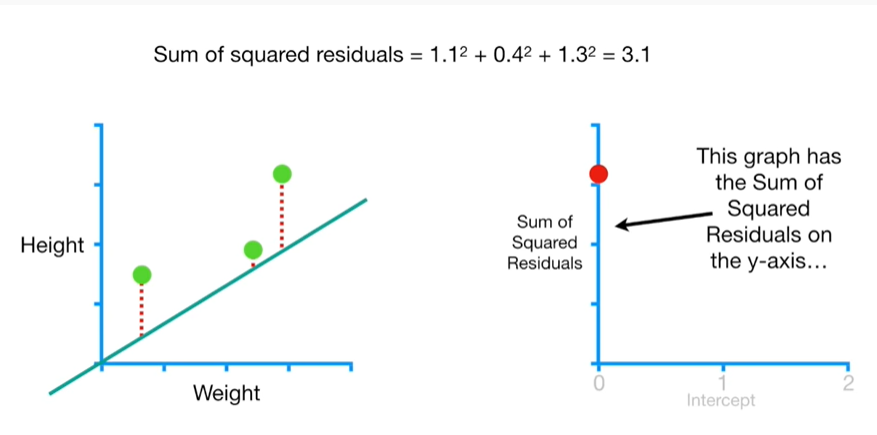 Sum of squared residuals = 1.1² + 0.4² + 1.3² = 3.1
Height
Weight
Sum of
Squared
Residuals
This graph has
the Sum of
Squared
Residuals on
the y-axis…
0
1
2
Intercept